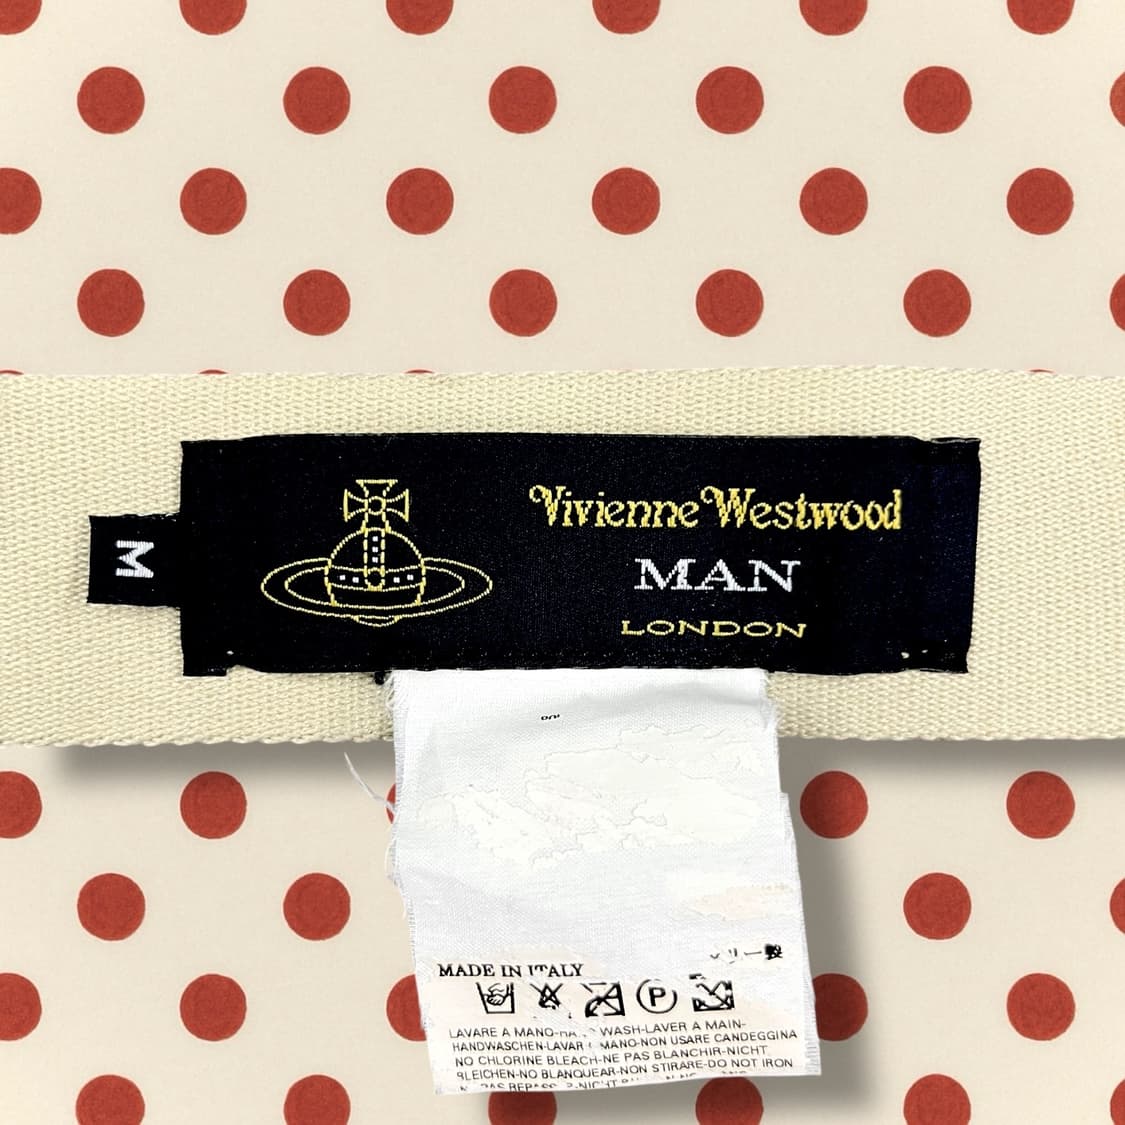 M
Vivienne Westwood
MAN
LONDON
MADE IN ITALY
P
LAVARE A MANO- WASH-LAVER A MAIN-
HANDWASCHEN-LAVAR MANO-NON USARE CANDEGGINA
NO CHLORINE BLEACH-NE PAS BLANCHIR-NICHT
BLEICHEN-NO BLANQUEAR-NON STIRARE-DO NOT IRON